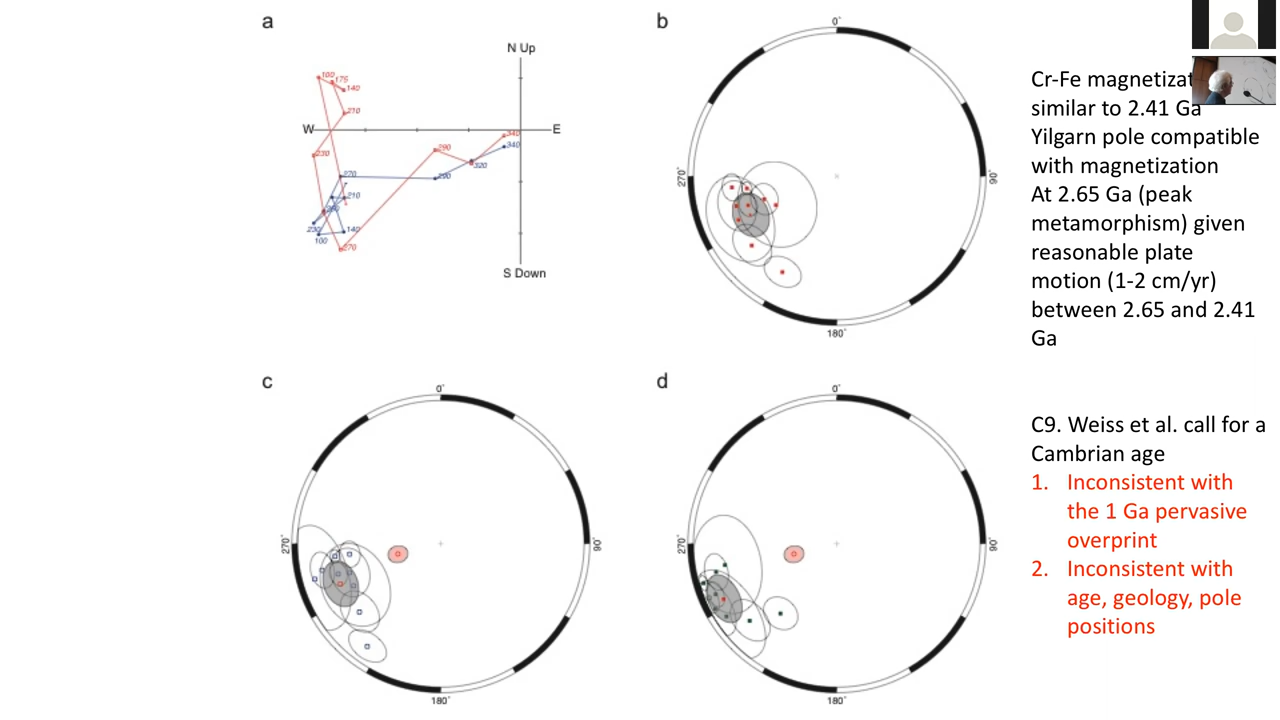 a
N Up
100
175
140
210
W
E
340
230
290
340
320
270
290
210
230
140
100
270
S Down
b
0°
270°
90°
180°
Cr-Fe
similar to 2.41 Ga
Yilgarn pole compatible
with magnetization
At 2.65 Ga (peak
metamorphism) given
reasonable plate
motion (1-2 cm/yr)
between 2.65 and 2.41
Ga
c
0°
270°
90°
180°
d
0°
270°
90°
180°
C9. Weiss et al. call for a
Cambrian age
1. Inconsistent with
the 1 Ga pervasive
overprint
2. Inconsistent with
age, geology, pole
positions